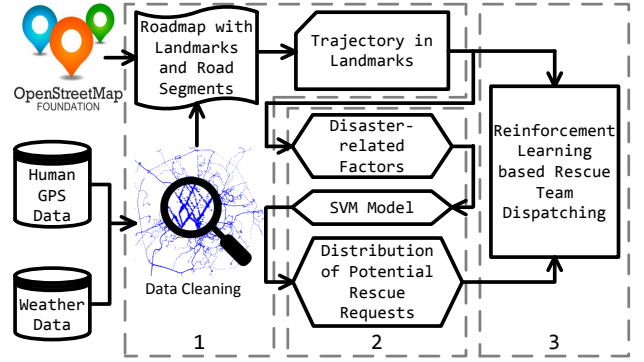 Roadmap with
Landmarks
and Road
Segments
Trajectory in
Landmarks
OpenStreetMap
FOUNDATION
Disaster-
related
Factors
Reinforcement
Learning
based Rescue
Team
Dispatching
Human
GPS
Data
SVM Model
Distribution
of Potential
Rescue
Requests
Data Cleaning
Weather
Data
1
2
3